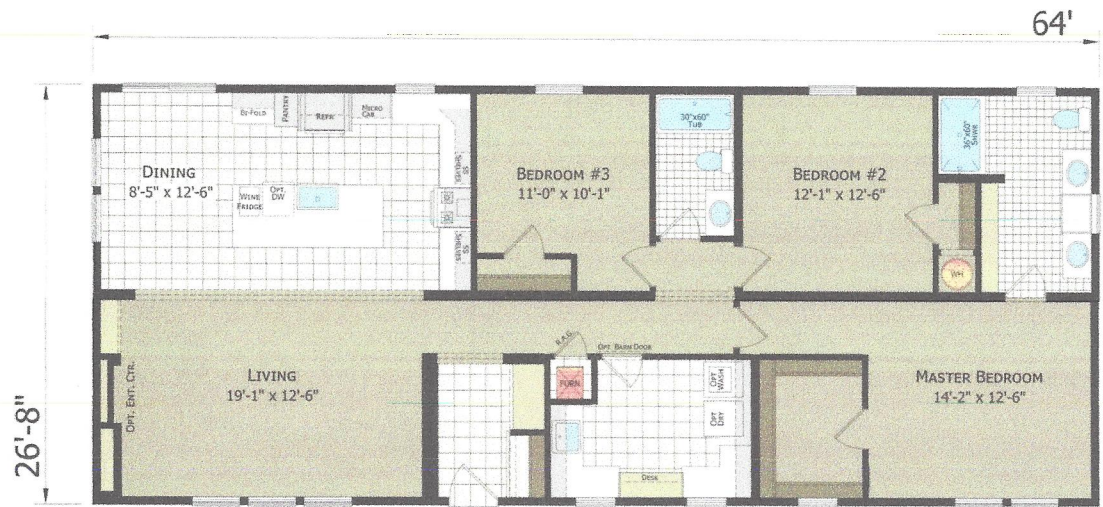 64'
26'-8"
BI-FOLD
PANTRY
REFR
MICRO
CAB
DINING
8'-5" x 12'-6"
WINE
FRIDGE
OPT.
DW
SS
SHELVES
SS
SHELVES
BEDROOM #3
11'-0" x 10'-1"
30"x60"
TUB
BEDROOM #2
12'-1" x 12'-6"
36"x60"
SHWR
WH
OPT. ENT. CTR.
LIVING
19'-1" x 12'-6"
R.A.G.
FURN
OPT. BARN DOOR
OPT
WASH
OPT
DRY
DESK
MASTER BEDROOM
14'-2" x 12'-6"